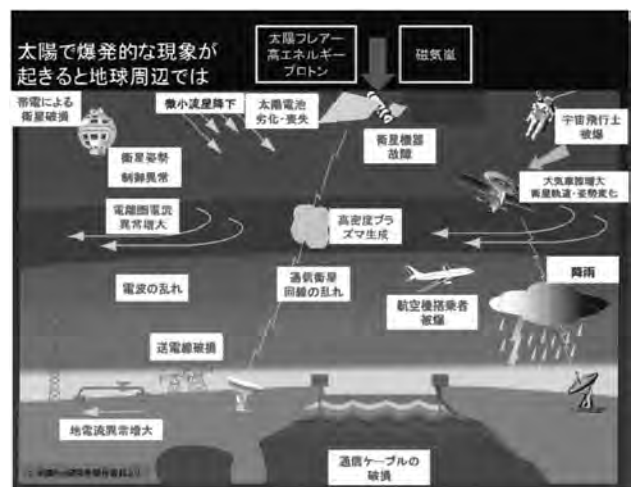 太陽で爆発的な現象が
起きると地球周辺では
太陽フレアー
高エネルギー
プロトン
磁気嵐
帯電による
衛星破損
微小流星降下
太陽電池
劣化・喪失
衛星機器
故障
宇宙飛行士
被爆
衛星姿勢
制御異常
大気摩擦増大
衛星軌道・姿勢変化
電離圏電流
異常増大
高密度プラ
ズマ生成
電波の乱れ
通信衛星
回線の乱れ
航空機搭乗者
被爆
降雨
送電線破損
地電流異常増大
通信ケーブルの
破損